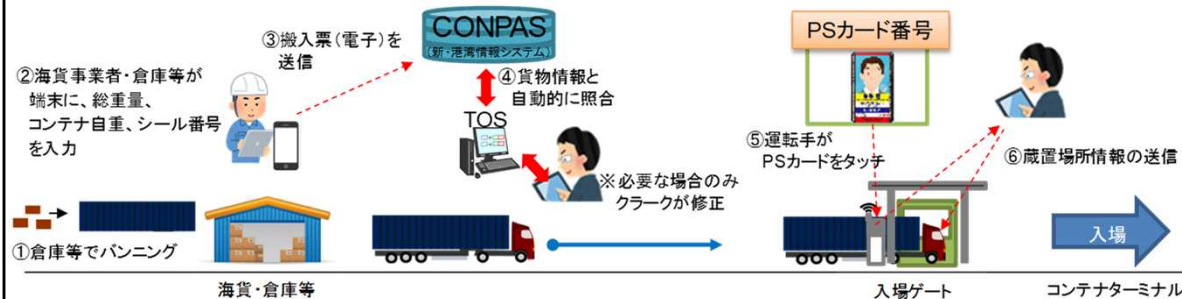 ②海貨事業者・倉庫等が
端末に、総重量、
コンテナ自重、シール番号
を入力
③搬入票(電子)を
送信
CONPAS
(新・港湾情報システム)
④貨物情報と
自動的に照合
TOS
※必要な場合のみ
クラークが修正
PSカード番号
⑤運転手が
PSカードをタッチ
⑥蔵置場所情報の送信
①倉庫等でバンニング
入場
海貨・倉庫等
入場ゲート
コンテナターミナル